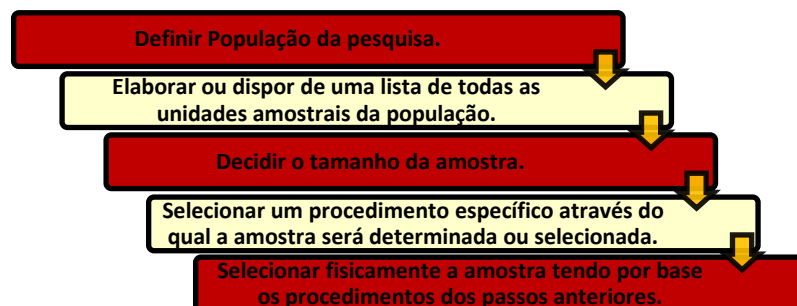 Definir População da pesquisa.
Elaborar ou dispor de uma lista de todas as
unidades amostrais da população.
Decidir o tamanho da amostra.
Selecionar um procedimento específico através do
qual a amostra será determinada ou selecionada.
Selecionar fisicamente a amostra tendo por base
os procedimentos dos passos anteriores.